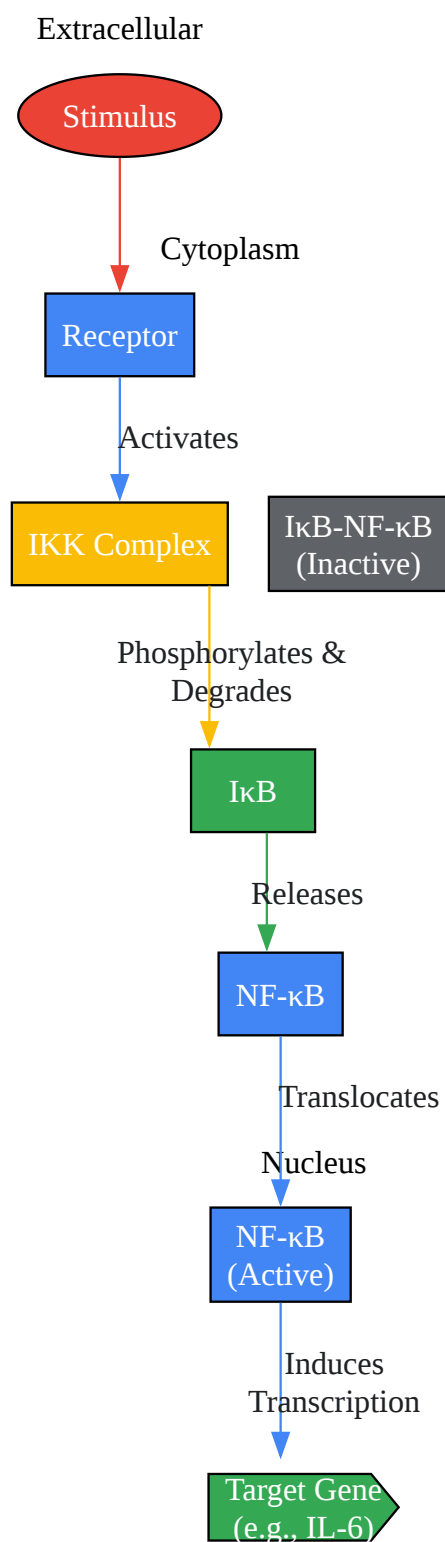 Extracellular
Stimulus
Cytoplasm
Receptor
Activates
IKK Complex
IκB-NF-κB
(Inactive)
Phosphorylates &
Degrades
IκB
Releases
NF-κB
Translocates
Nucleus
NF-κB
(Active)
Induces
Transcription
Target Gene
(e.g., IL-6)